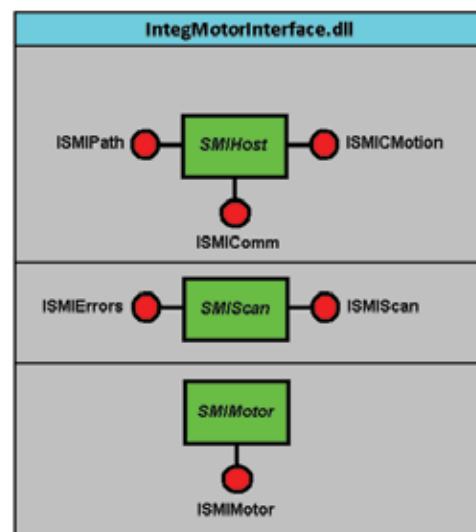 IntegMotorInterface.dll
ISMIPath SMIHost ISMICMotion
ISMIComm
ISMIErrors SMIScan ISMIScan
SMIMotor
ISMIMotor